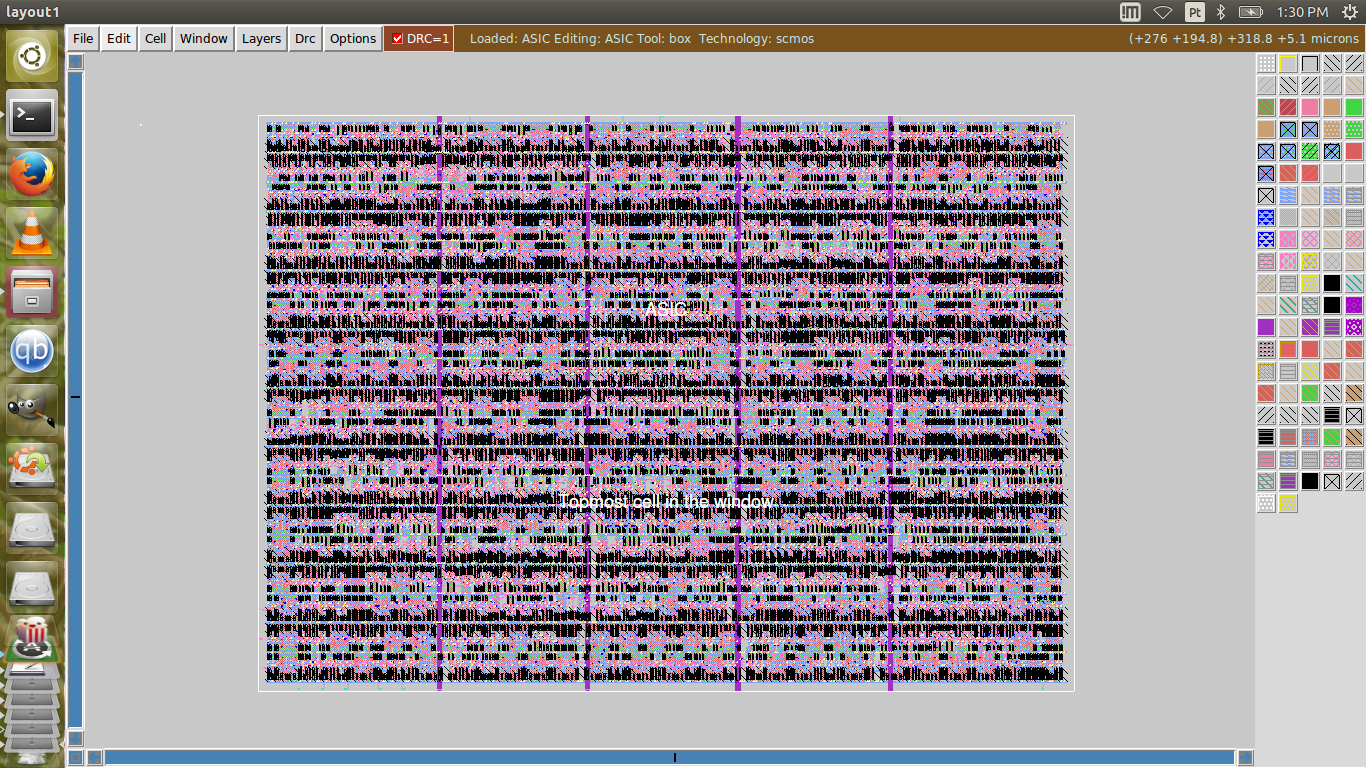 layout1
Pt
1:30 PM
File Edit Cell Window Layers Drc Options DRC=1 Loaded: ASIC Editing: ASIC Tool: box Technology: scmos (+276 +194.8) +318.8 +5.1 microns
ASIC
Topmost cell in the window
qb